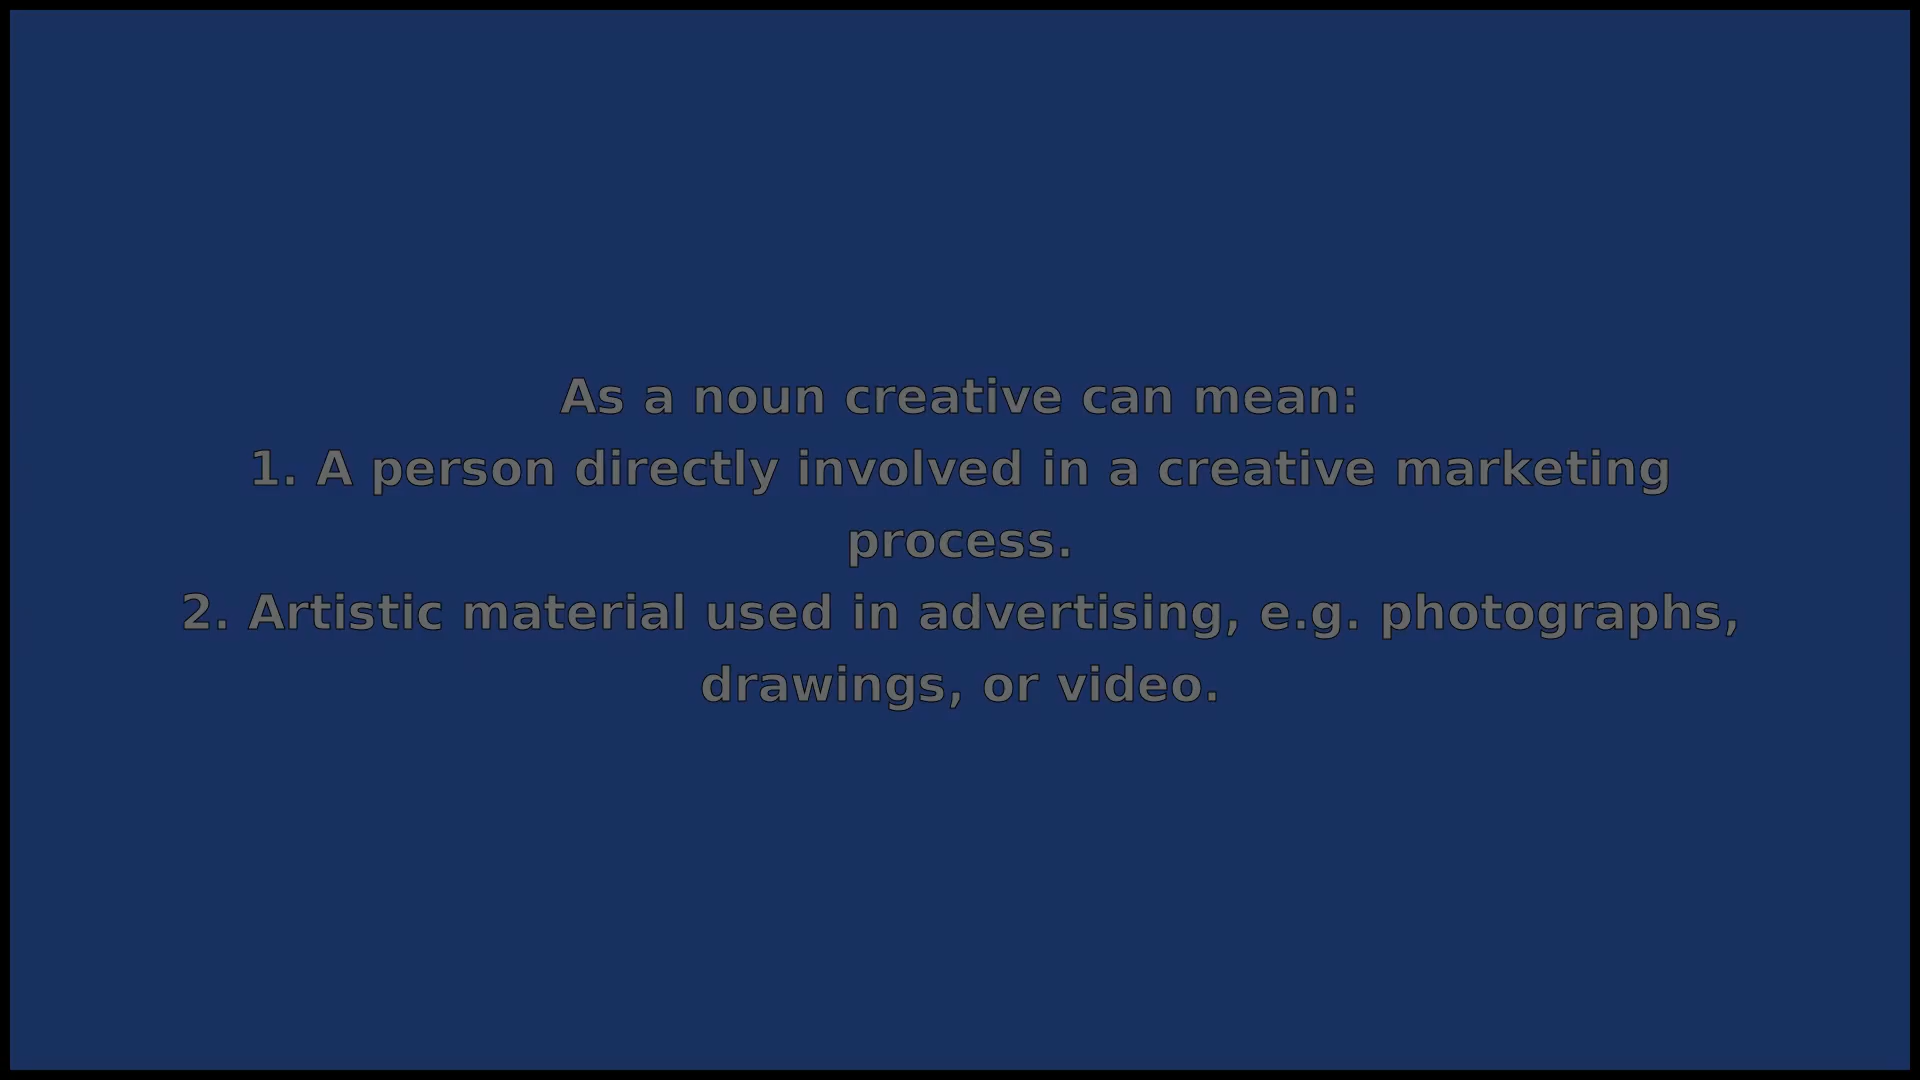 As a noun creative can mean:
1. A person directly involved in a creative marketing
process.
2. Artistic material used in advertising, e.g. photographs,
drawings, or video.